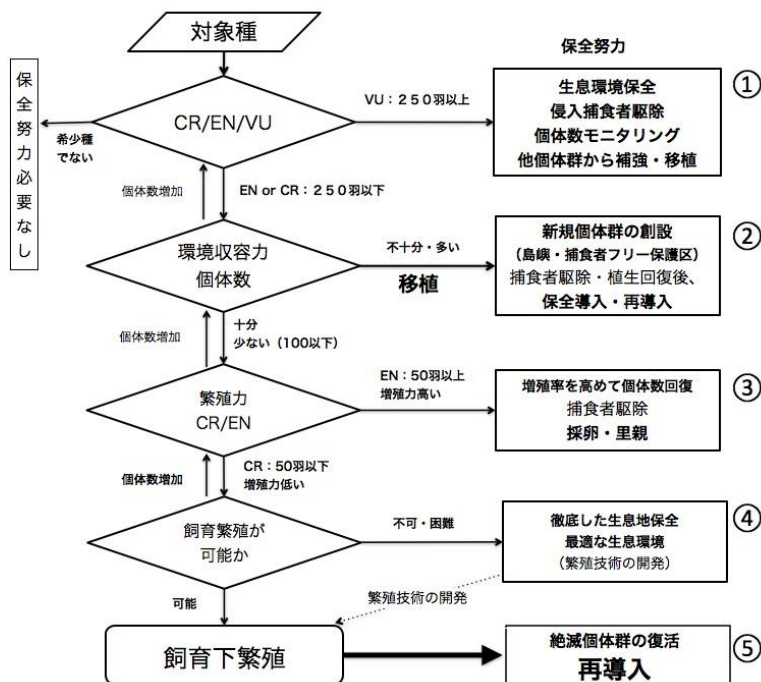 対象種
保全努力
保全努力必要なし
希少種
でない
CR/EN/VU
VU：２５０羽以上
生息環境保全
侵入捕食者駆除
個体数モニタリング
他個体群から補強・移植
①
個体数増加
EN or CR：２５０羽以下
環境収容力
個体数
不十分・多い
移植
新規個体群の創設
（島嶼・捕食者フリー保護区）
捕食者駆除・植生回復後、
保全導入・再導入
②
個体数増加
十分
少ない（100以下）
繁殖力
CR/EN
EN：50羽以上
増殖力高い
増殖率を高めて個体数回復
捕食者駆除
採卵・里親
③
個体数増加
CR：50羽以下
増殖力低い
飼育繁殖が
可能か
不可・困難
徹底した生息地保全
最適な生息環境
（繁殖技術の開発）
④
可能
繁殖技術の開発
飼育下繁殖
絶滅個体群の復活
再導入
⑤